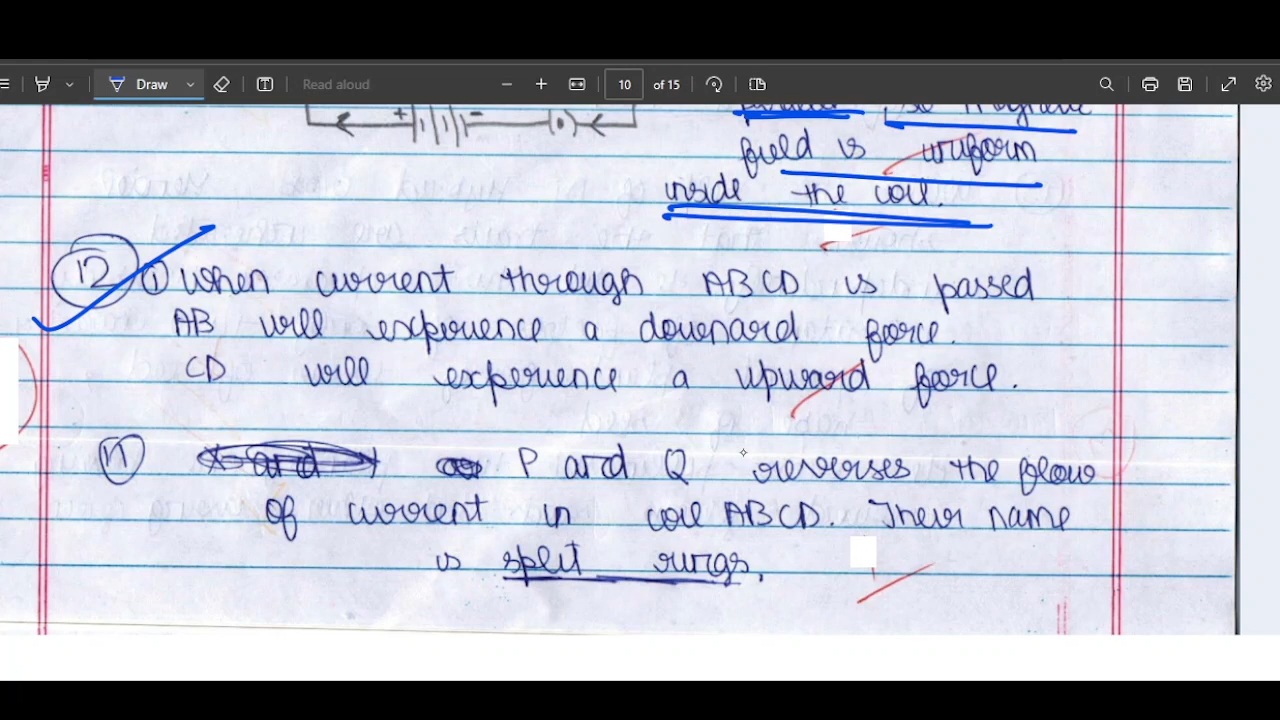 Draw
Read aloud
10 of 15
field is uniform
inside the coil.
12 (i) When current through ABCD is passed
AB will experience a downard force.
CD will experience a upward force.
(ii) P and Q reverses the flow
of current in coil ABCD. Their name
is split rings.